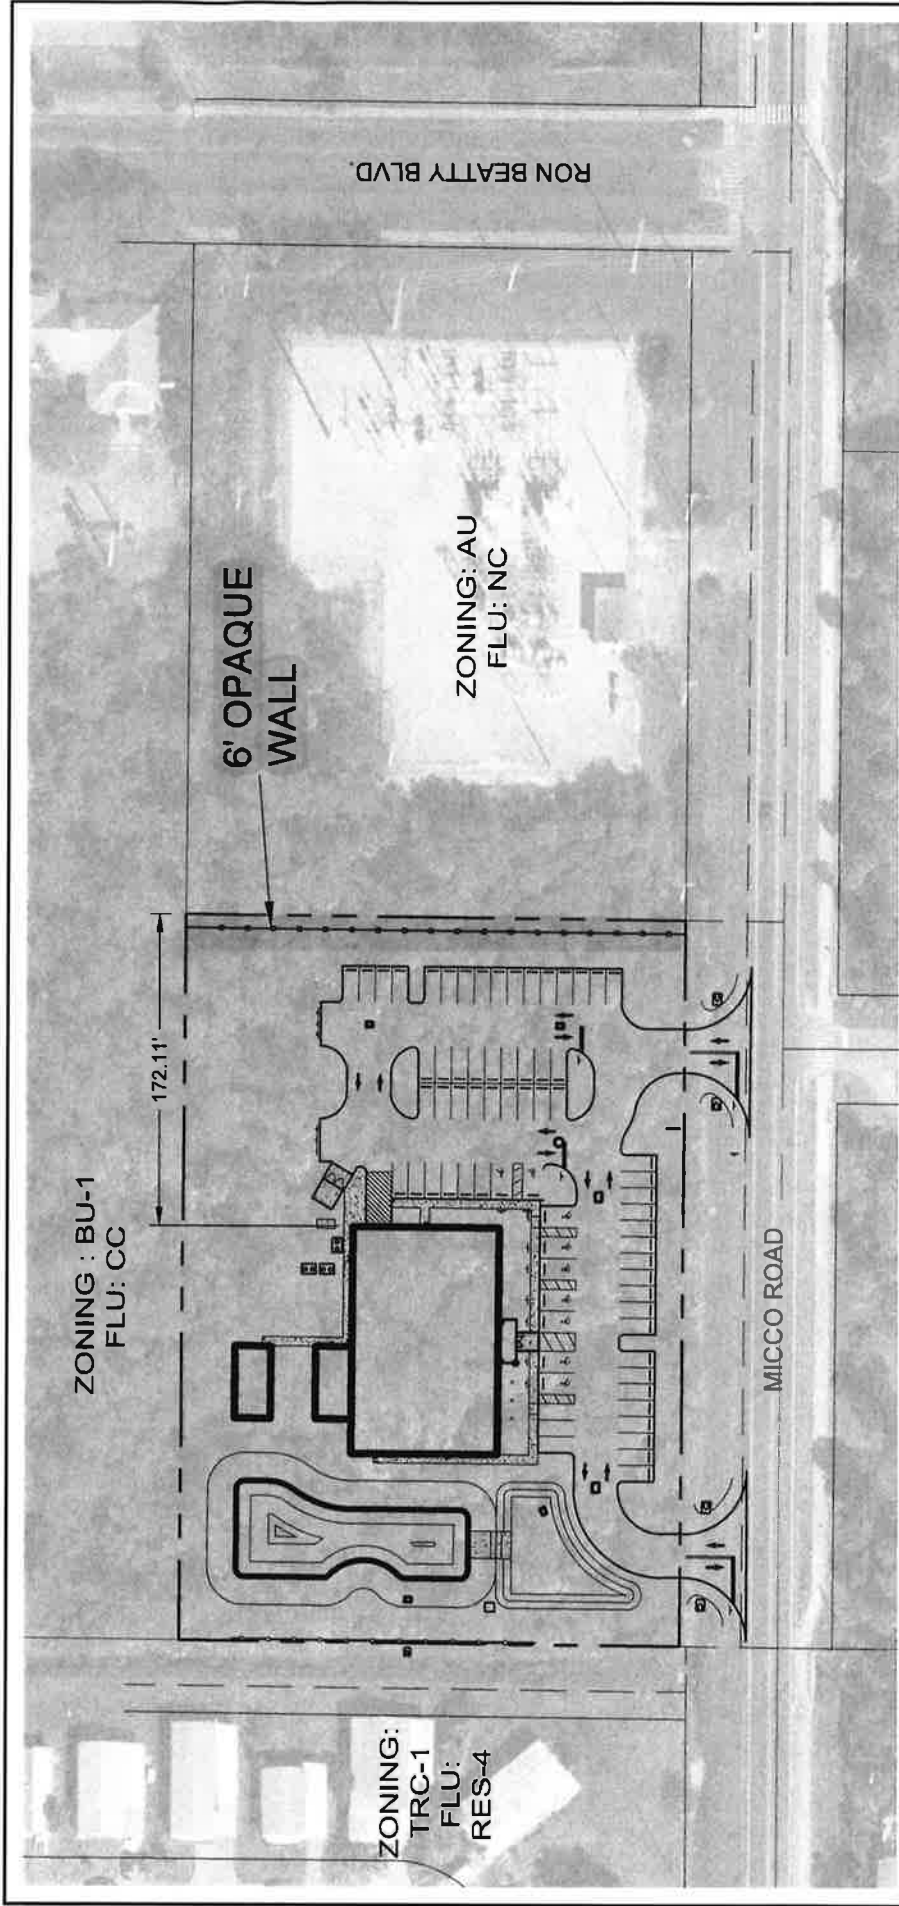 RON BEATTY BLVD.
6' OPAQUE
WALL
ZONING: AU
FLU: NC
172.11'
ZONING : BU-1
FLU: CC
MICCO ROAD
ZONING:
TRC-1
FLU:
RES-4